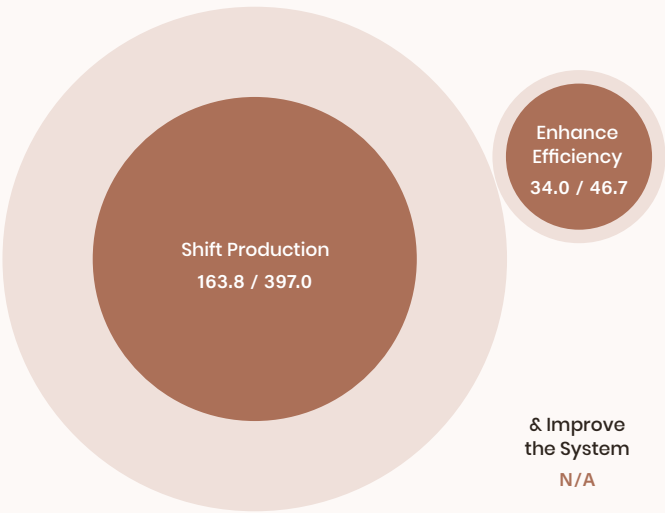 Enhance
Efficiency
34.0 / 46.7
Shift Production
163.8 / 397.0
& Improve
the System
N/A